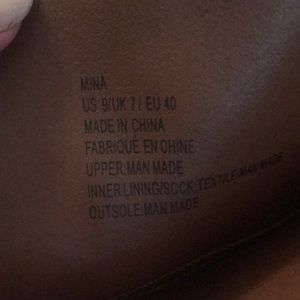 MINA
US 9/UK 7/ EU 40
MADE IN CHINA
FABRIQUÉ EN CHINE
UPPER:MAN MADE
INNER LINING/SOCK:TEXTILE/MAN MADE
OUTSOLE:MAN MADE